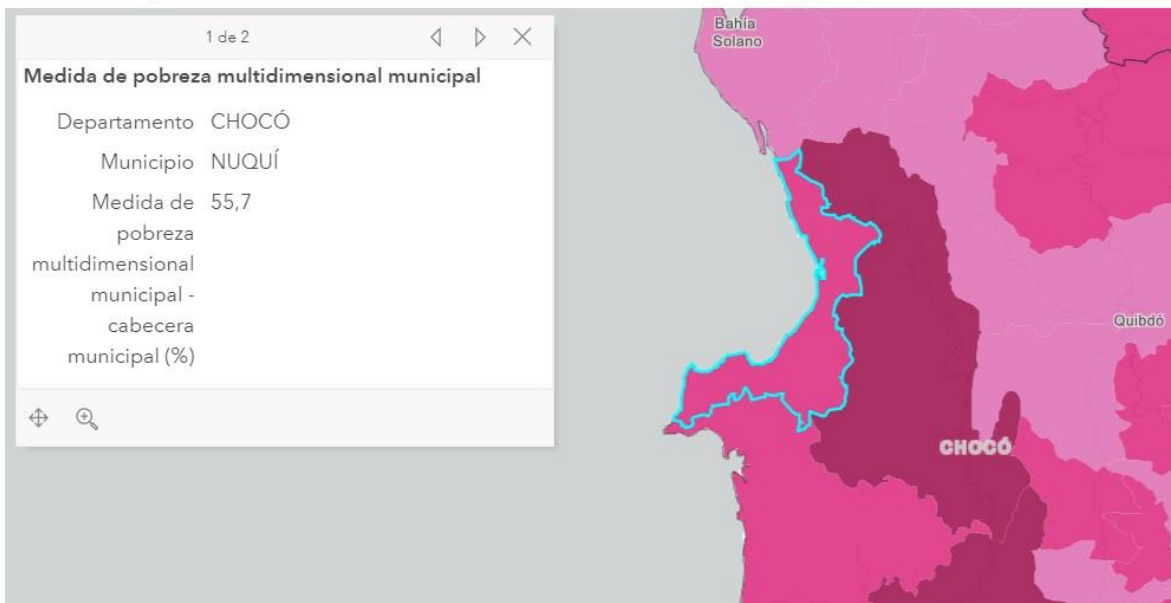 1 de 2
Medida de pobreza multidimensional municipal
Departamento CHOCÓ
Municipio NUQUÍ
Medida de 55,7
pobreza
multidimensional
municipal -
cabecera
municipal (%)
Bahía
Solano
Quibdó
CHOCÓ